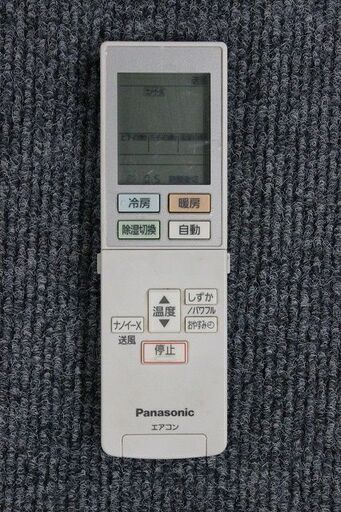 冷房
暖房
除湿切換
自動
しずか
/パワフル
▲
温度
▼
ナノイーX
送風
おやすみ
停止
Panasonic
エアコン